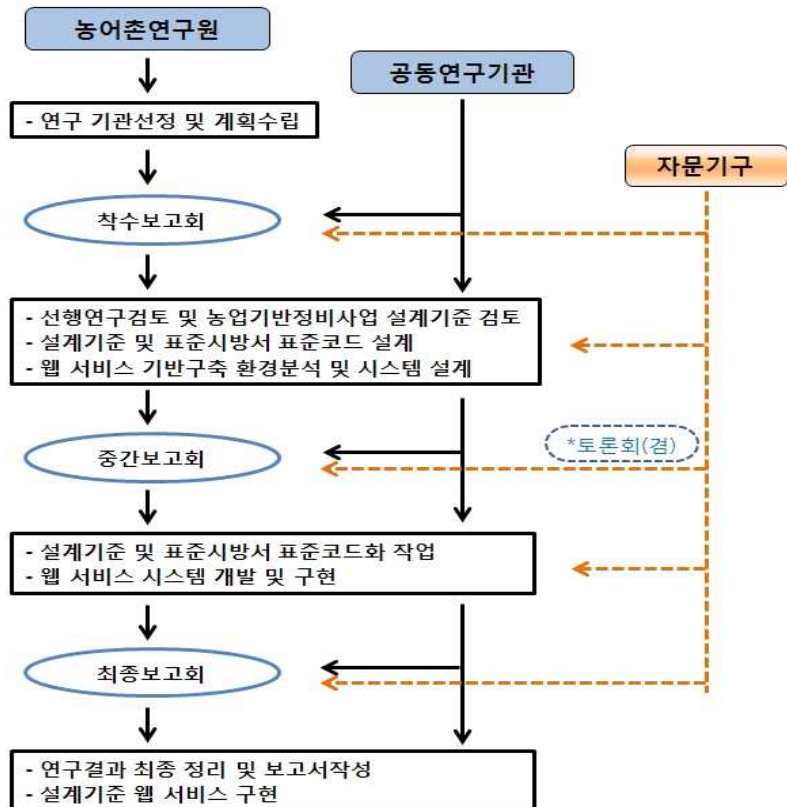 농어촌연구원
공동연구기관
- 연구 기관선정 및 계획수립
자문기구
착수보고회
- 선행연구검토 및 농업기반정비사업 설계기준 검토
- 설계기준 및 표준시방서 표준코드 설계
- 웹 서비스 기반구축 환경분석 및 시스템 설계
*토론회(겸)
중간보고회
- 설계기준 및 표준시방서 표준코드화 작업
- 웹 서비스 시스템 개발 및 구현
최종보고회
- 연구결과 최종 정리 및 보고서작성
- 설계기준 웹 서비스 구현